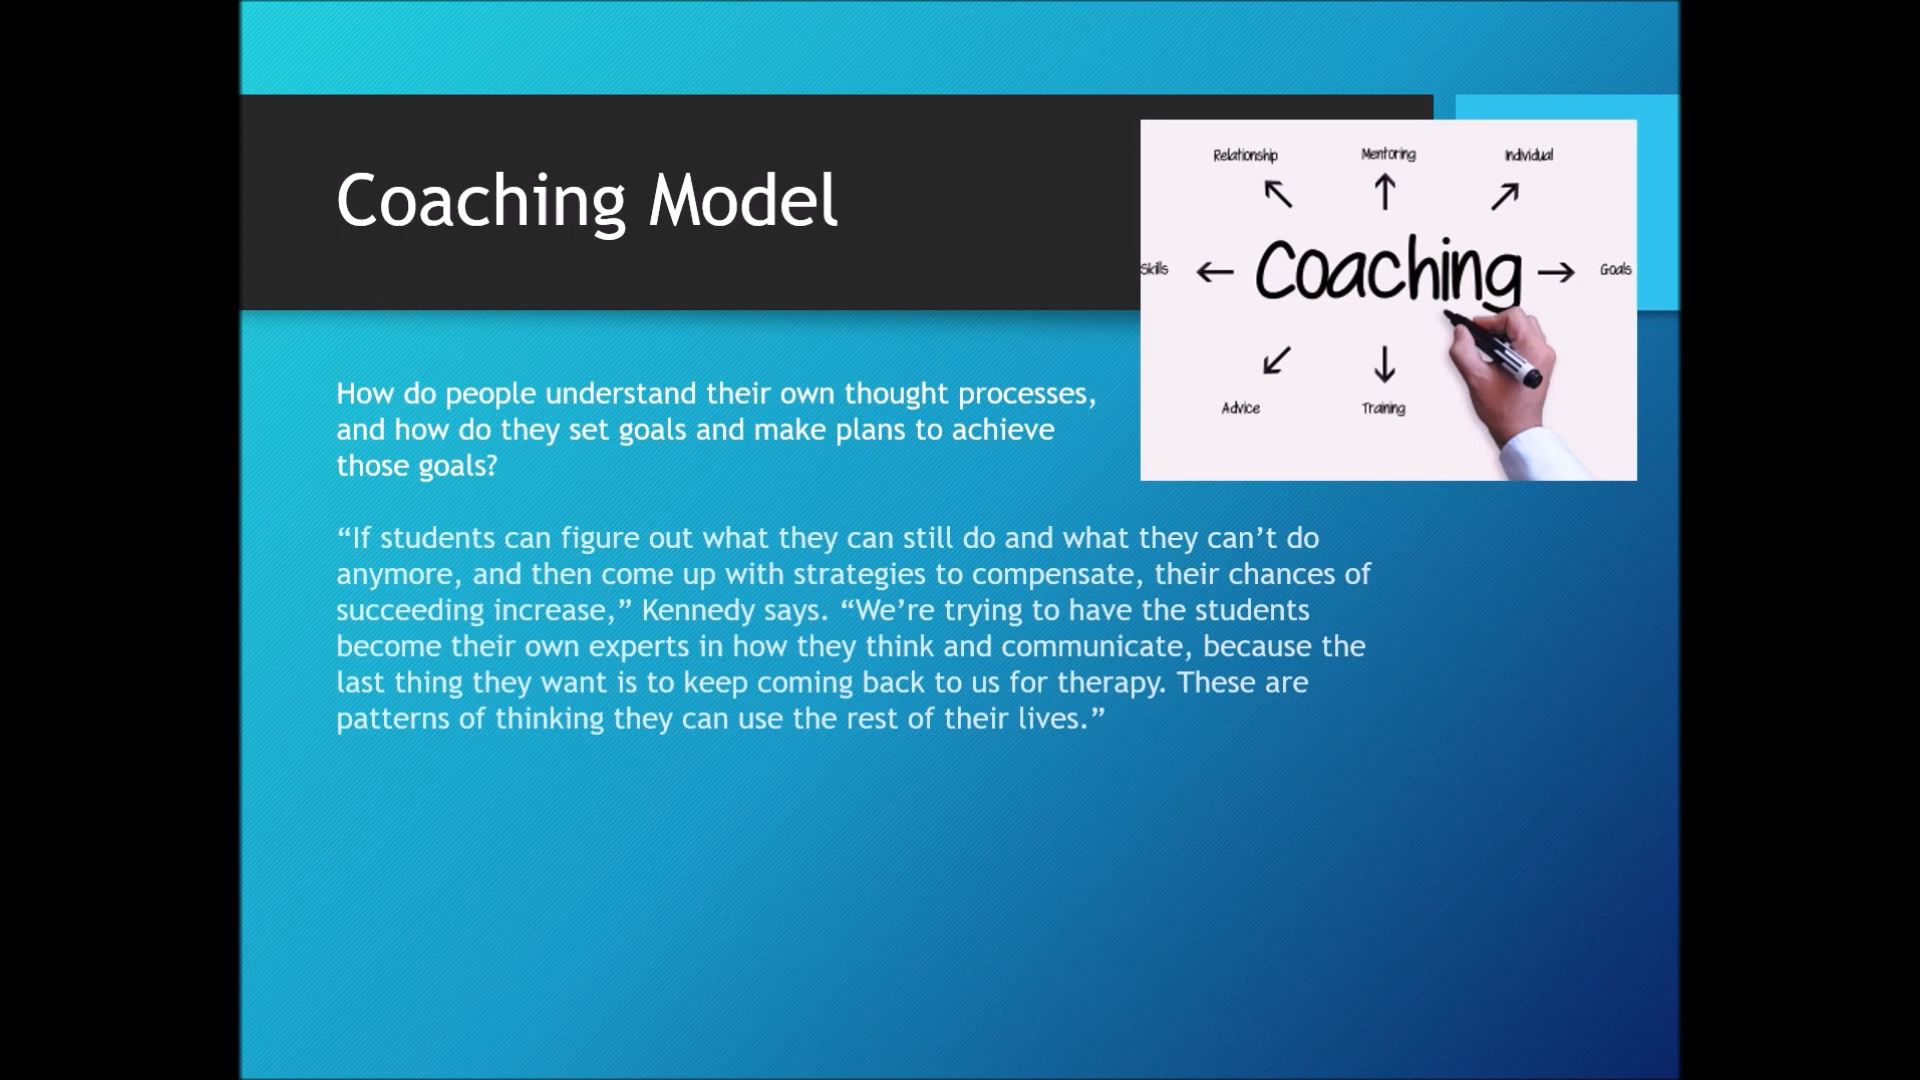 Coaching Model
Relationship
Mentoring
Individual
Skills
Coaching
Goals
Advice
Training
How do people understand their own thought processes,
and how do they set goals and make plans to achieve
those goals?
“If students can figure out what they can still do and what they can’t do
anymore, and then come up with strategies to compensate, their chances of
succeeding increase,” Kennedy says. “We’re trying to have the students
become their own experts in how they think and communicate, because the
last thing they want is to keep coming back to us for therapy. These are
patterns of thinking they can use the rest of their lives.”